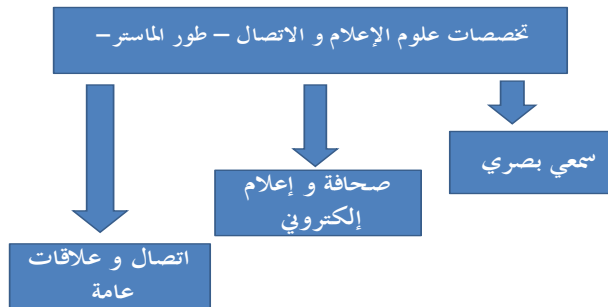 تخصصات علوم الإعلام و الاتصال – طور الماستر–
سمعي بصري
صحافة و إعلام
إلكتروني
اتصال و علاقات
عامة